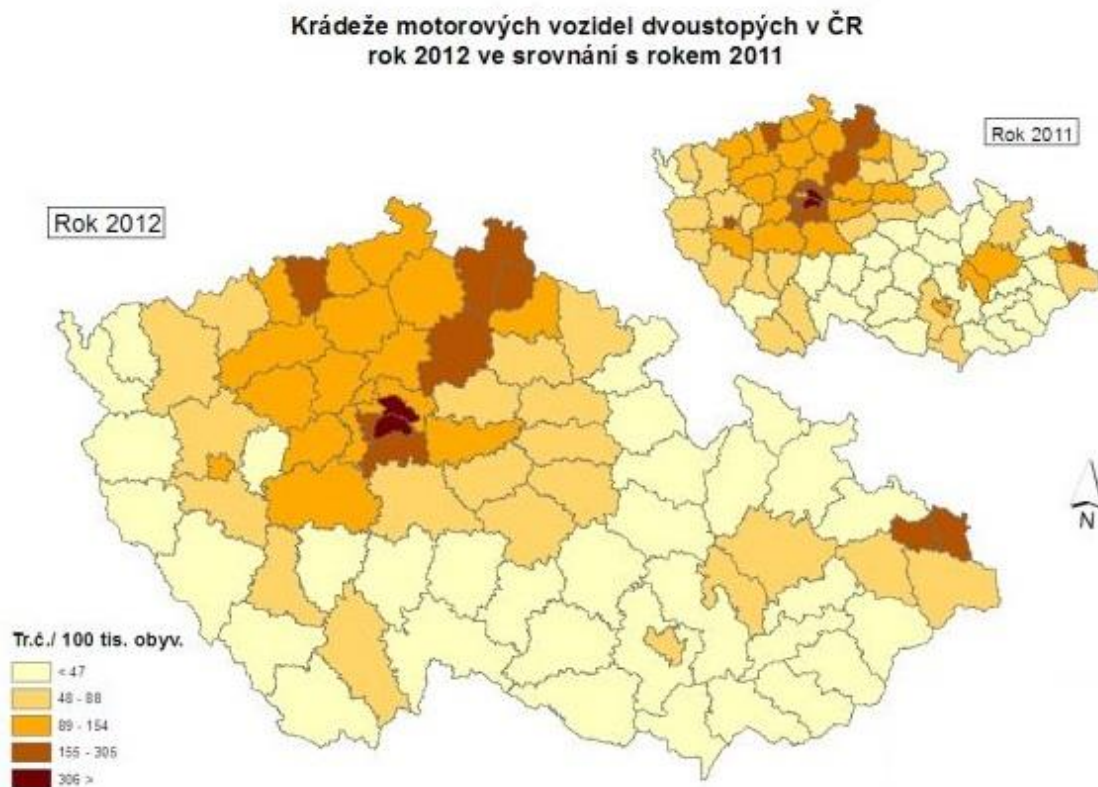 Krádeže motorových vozidel dvoustopých v ČR
rok 2012 ve srovnání s rokem 2011
Rok 2011
Rok 2012
N
Tr.č./ 100 tis. obyv.
< 47
48 - 88
89 - 154
155 - 305
306 >